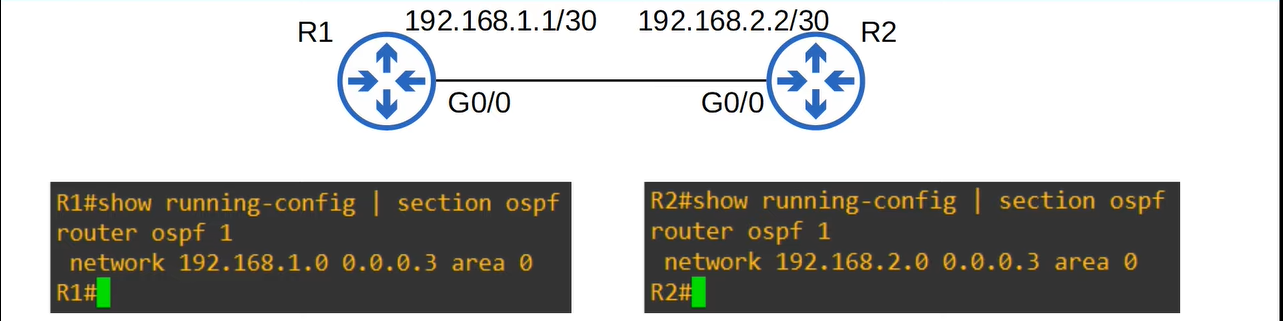 192.168.1.1/30
192.168.2.2/30
R1
R2
G0/0
G0/0
R1#show running-config | section ospf
router ospf 1
 network 192.168.1.0 0.0.0.3 area 0
R1#
R2#show running-config | section ospf
router ospf 1
 network 192.168.2.0 0.0.0.3 area 0
R2#